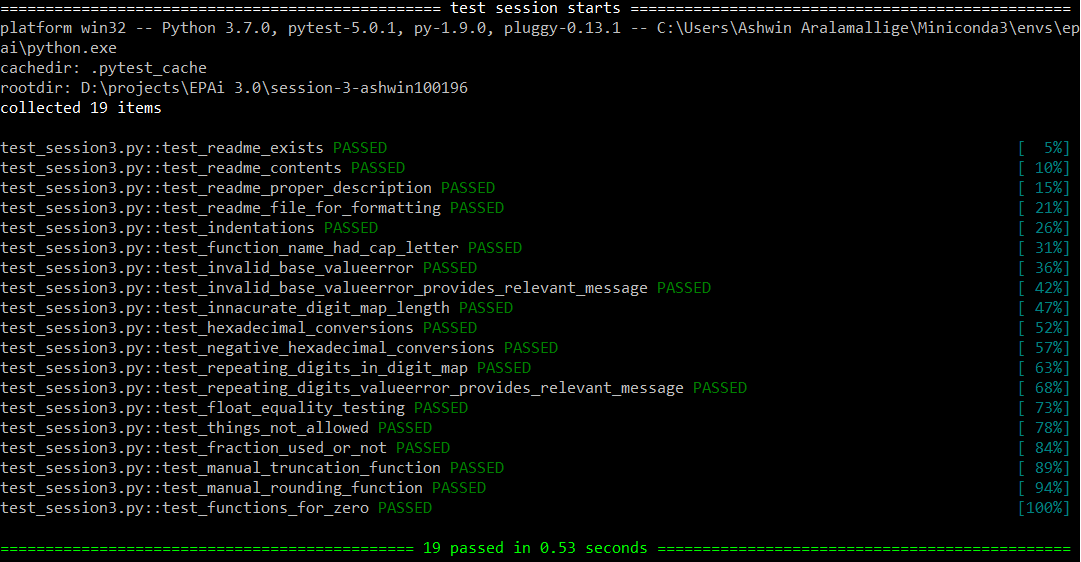 ================================================= test session starts =================================================
platform win32 -- Python 3.7.0, pytest-5.0.1, py-1.9.0, pluggy-0.13.1 -- C:\Users\Ashwin Aralamallige\Miniconda3\envs\ep
ai\python.exe
cachedir: .pytest_cache
rootdir: D:\projects\EPAi 3.0\session-3-ashwin100196
collected 19 items
test_session3.py::test_readme_exists PASSED [  5%]
test_session3.py::test_readme_contents PASSED [ 10%]
test_session3.py::test_readme_proper_description PASSED [ 15%]
test_session3.py::test_readme_file_for_formatting PASSED [ 21%]
test_session3.py::test_indentations PASSED [ 26%]
test_session3.py::test_function_name_had_cap_letter PASSED [ 31%]
test_session3.py::test_invalid_base_valueerror PASSED [ 36%]
test_session3.py::test_invalid_base_valueerror_provides_relevant_message PASSED [ 42%]
test_session3.py::test_innacurate_digit_map_length PASSED [ 47%]
test_session3.py::test_hexadecimal_conversions PASSED [ 52%]
test_session3.py::test_negative_hexadecimal_conversions PASSED [ 57%]
test_session3.py::test_repeating_digits_in_digit_map PASSED [ 63%]
test_session3.py::test_repeating_digits_valueerror_provides_relevant_message PASSED [ 68%]
test_session3.py::test_float_equality_testing PASSED [ 73%]
test_session3.py::test_things_not_allowed PASSED [ 78%]
test_session3.py::test_fraction_used_or_not PASSED [ 84%]
test_session3.py::test_manual_truncation_function PASSED [ 89%]
test_session3.py::test_manual_rounding_function PASSED [ 94%]
test_session3.py::test_functions_for_zero PASSED [100%]
============================================== 19 passed in 0.53 seconds ==============================================